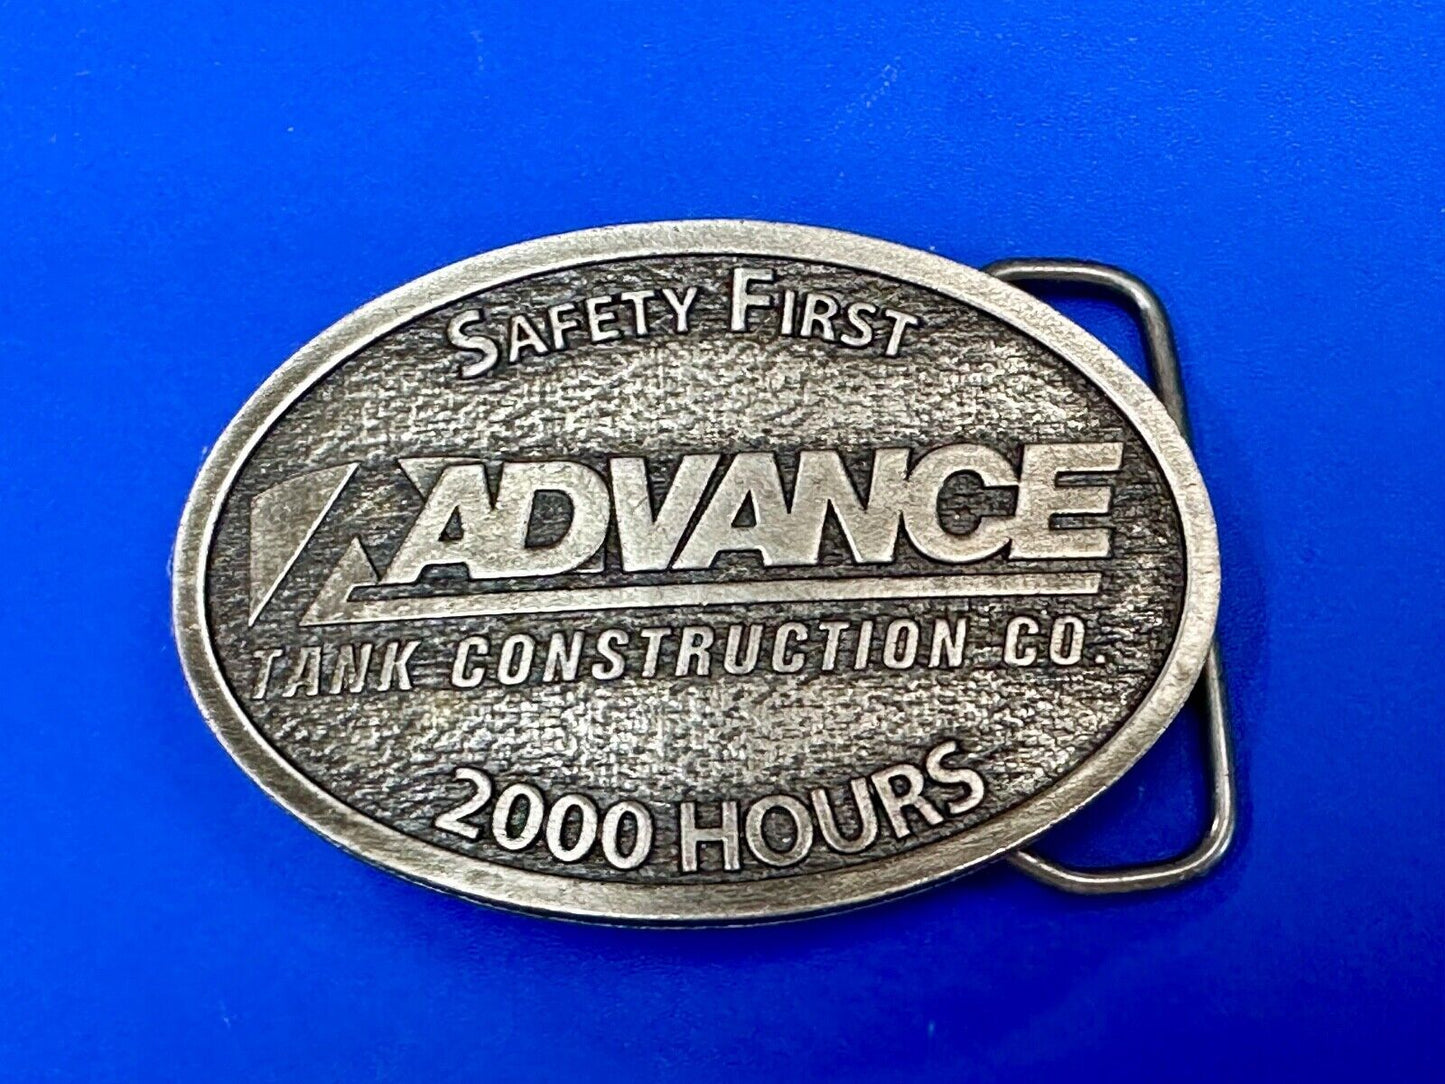 SAFETY FIRST
ADVANCE
TANK CONSTRUCTION CO.
2000 HOURS